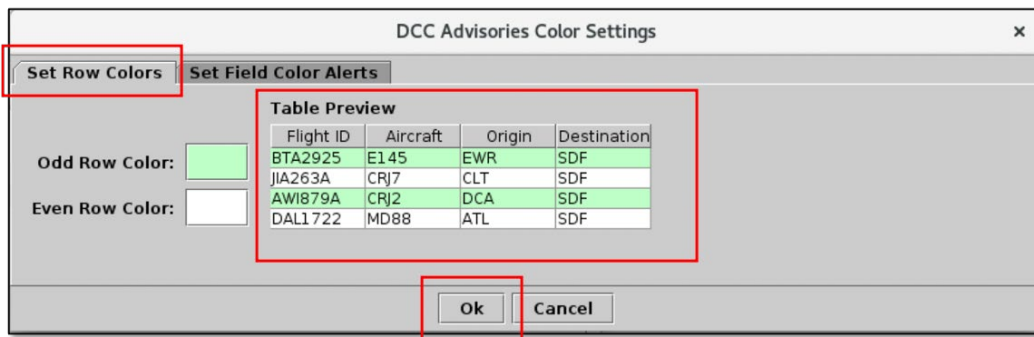 DCC Advisories Color Settings ×
Set Row Colors Set Field Color Alerts
Table Preview
Flight ID Aircraft Origin Destination
Odd Row Color: BTA2925 E145 EWR SDF
JIA263A CRJ7 CLT SDF
Even Row Color: AWI879A CRJ2 DCA SDF
DAL1722 MD88 ATL SDF
Ok Cancel